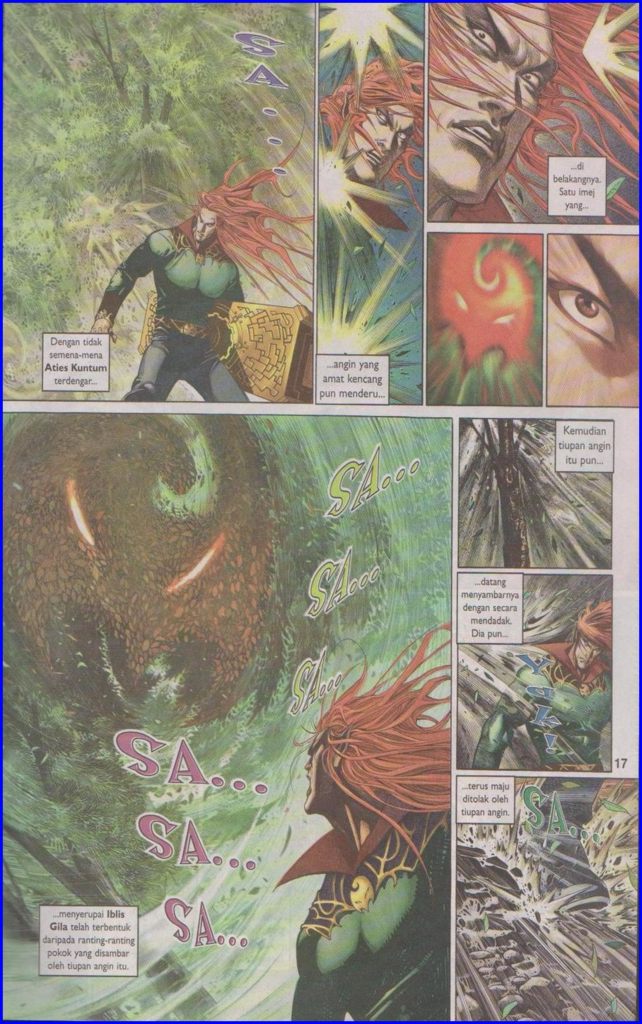 SA...
Dengan tidak
semena-mena
Aties Kuntum
terdengar...
...angin yang
amat kencang
pun menderu...
...di
belakangnya.
Satu imej
yang...
SA...
SA...
SA...
SA...
SA...
SA...
...menyerupai Iblis
Gila telah terbentuk
daripada ranting-ranting
pokok yang disambar
oleh tiupan angin itu.
Kemudian
tiupan angin
itu pun...
...datang
menyambarnya
dengan secara
mendadak.
Dia pun...
Yak!
17
...terus maju
ditolak oleh
tiupan angin.
SA...